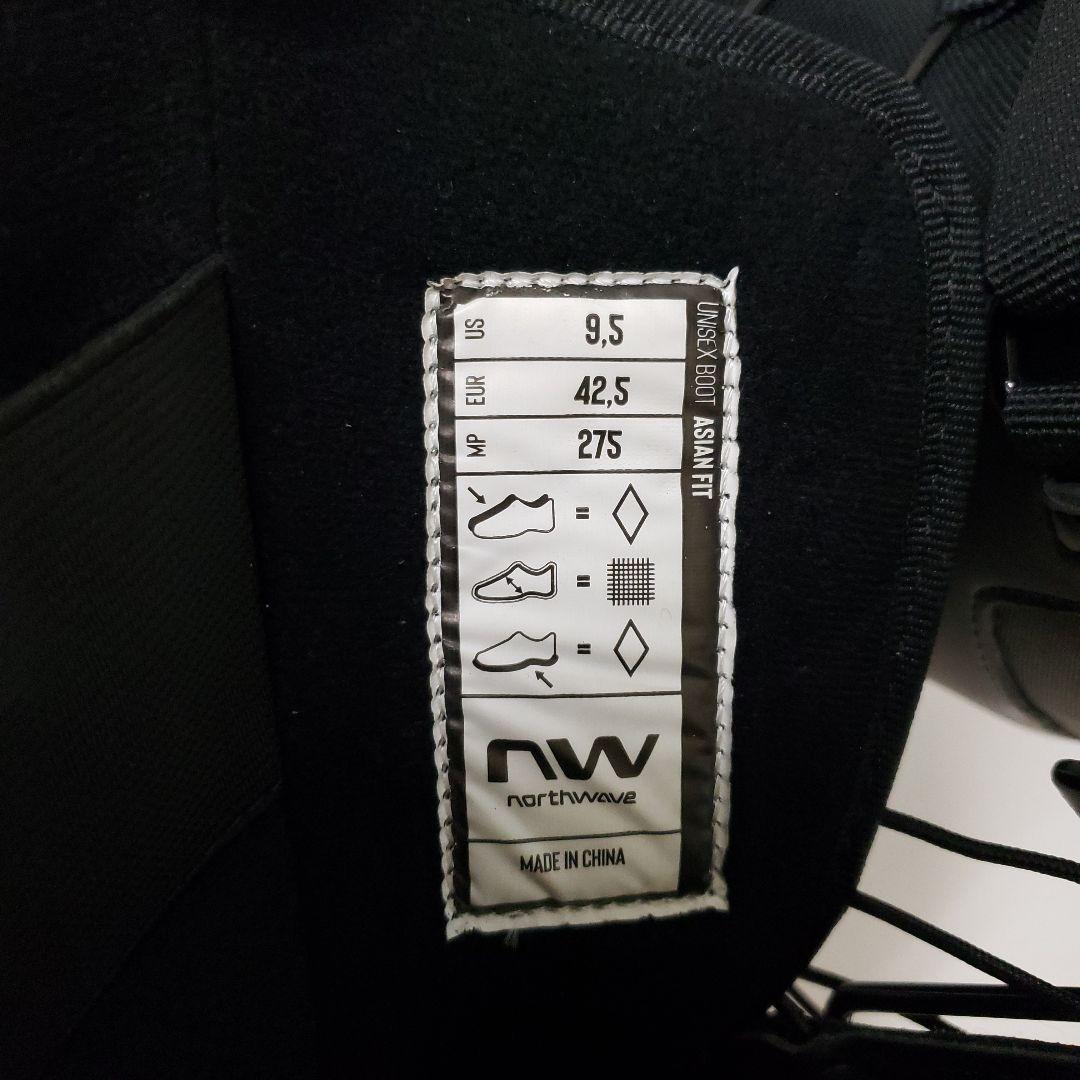 US 9,5
EUR 42,5
MP 275
UNISEX BOOT ASIAN FIT
=
=
=
nw
northwave
MADE IN CHINA